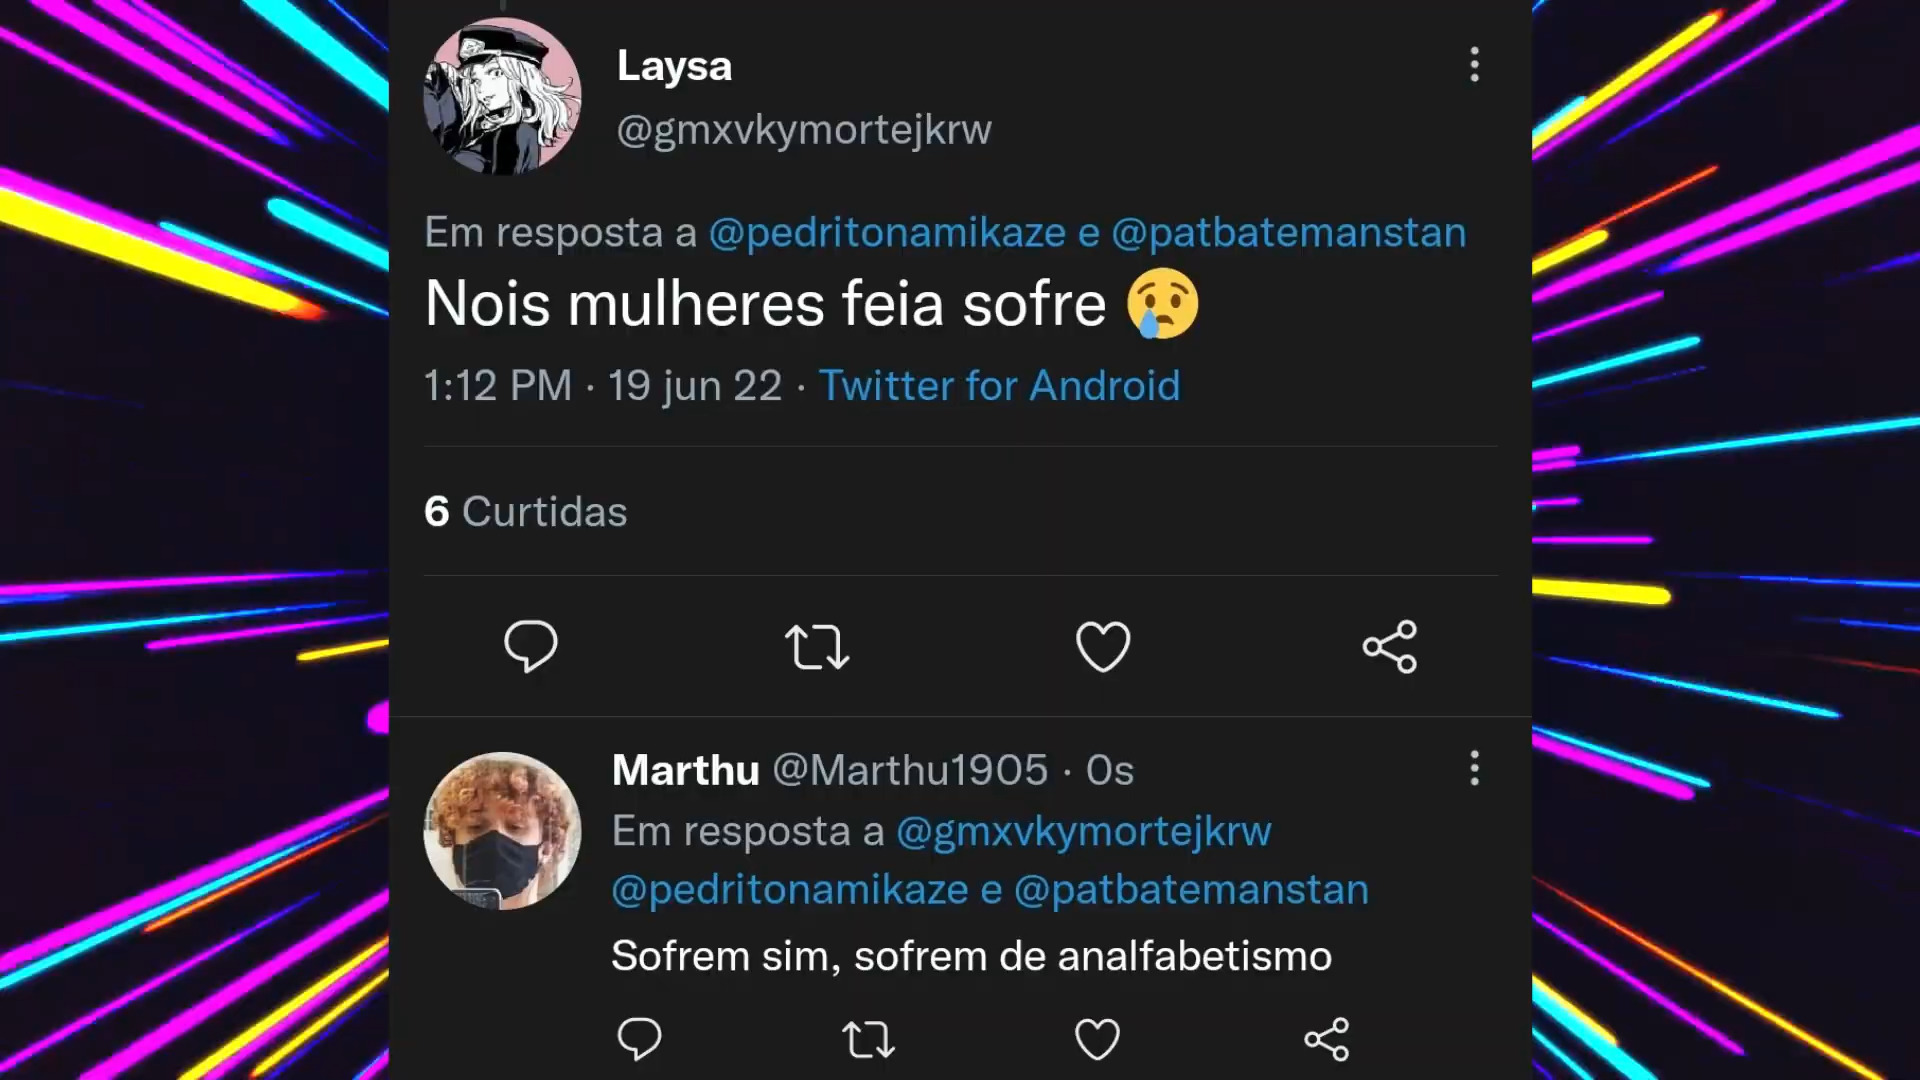 Laysa
@gmxvkymortejkrw
Em resposta a @pedritonamikaze e @patbatemanstan
Nois mulheres feia sofre 😢
1:12 PM · 19 jun 22 · Twitter for Android
6 Curtidas
Marthu @Marthu1905 · 0s
Em resposta a @gmxvkymortejkrw
@pedritonamikaze e @patbatemanstan
Sofrem sim, sofrem de analfabetismo